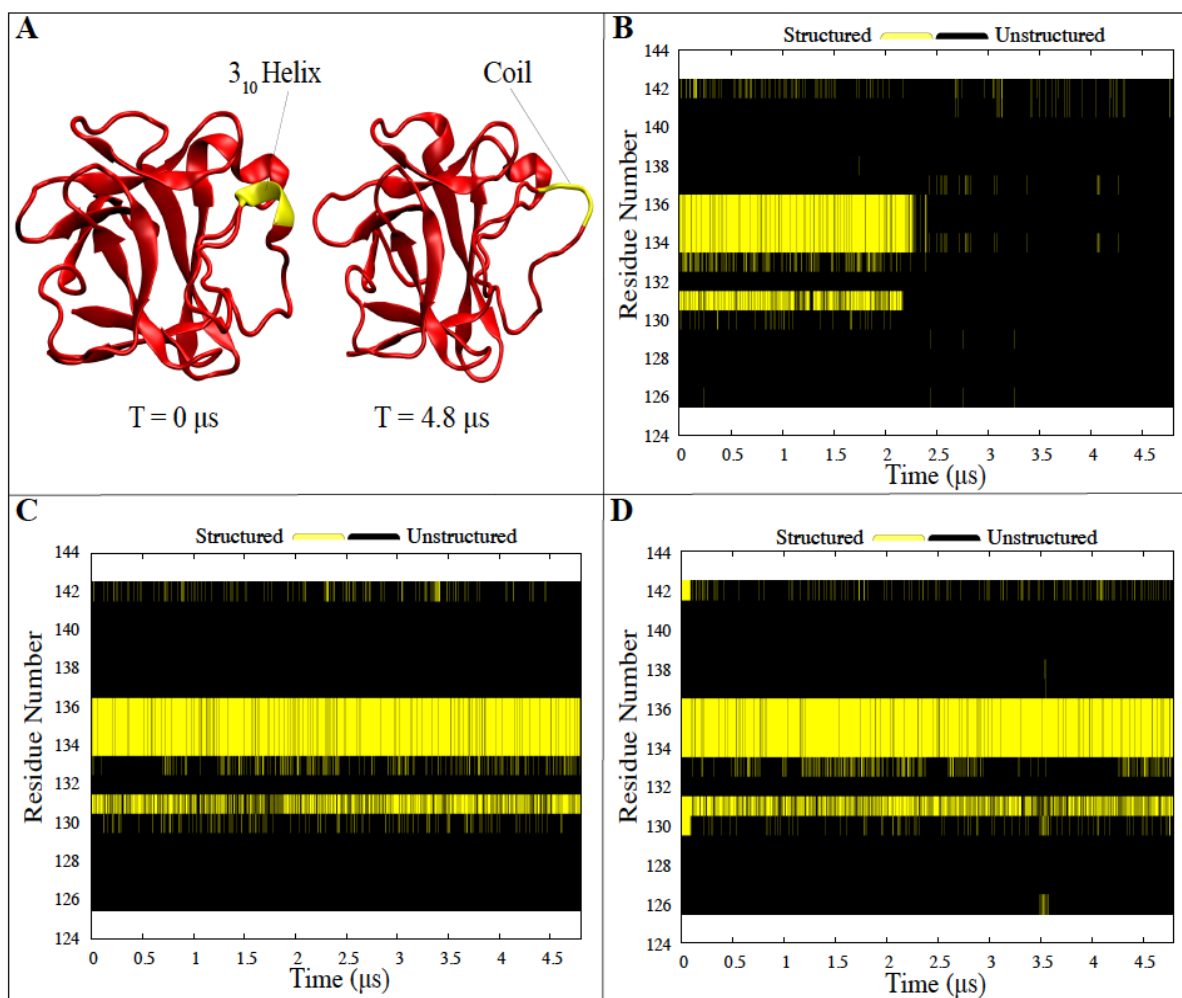 A
3₁₀ Helix
Coil
T = 0 μs
T = 4.8 μs
B
Structured
Unstructured
144
142
140
138
136
134
132
130
128
126
124
Residue Number
0 0.5 1 1.5 2 2.5 3 3.5 4 4.5
Time (μs)
C
Structured
Unstructured
144
142
140
138
136
134
132
130
128
126
124
Residue Number
0 0.5 1 1.5 2 2.5 3 3.5 4 4.5
Time (μs)
D
Structured
Unstructured
144
142
140
138
136
134
132
130
128
126
124
Residue Number
0 0.5 1 1.5 2 2.5 3 3.5 4 4.5
Time (μs)